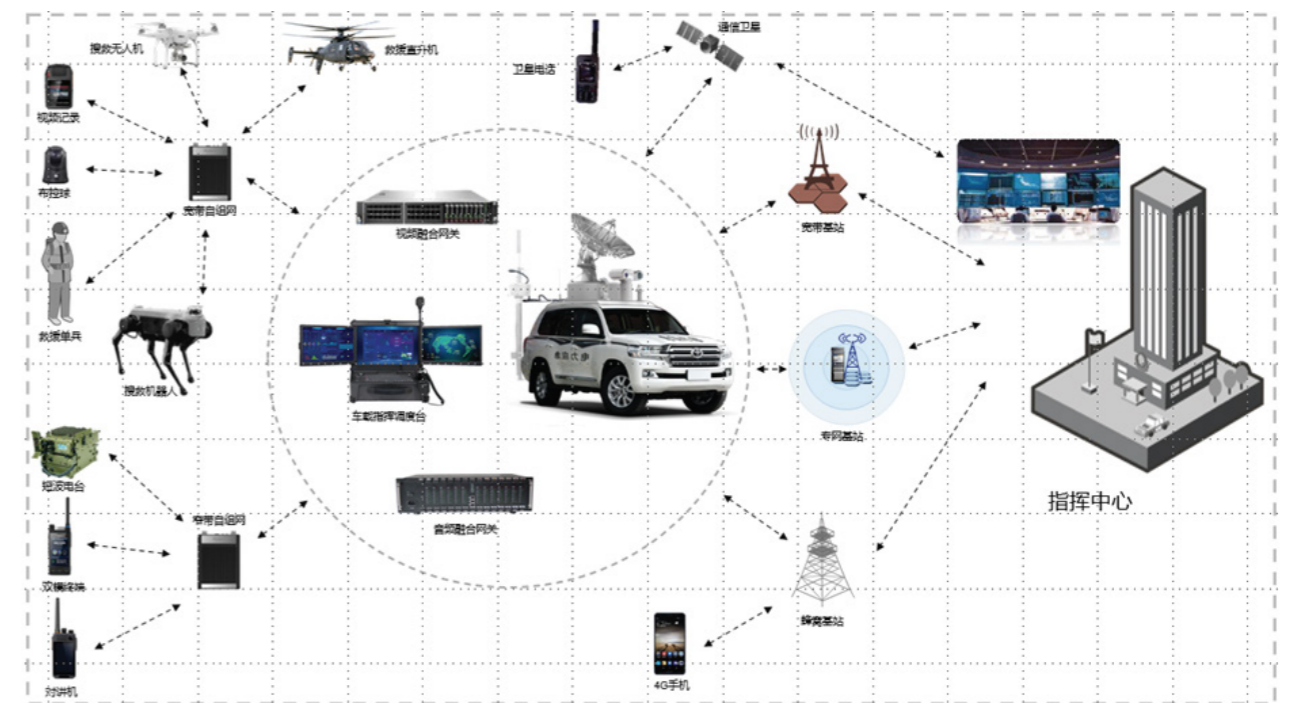 搜救无人机
救援直升机
通信卫星
卫星电话
视频记录
布控球
宽带自组网
视频融合网关
宽带基站
救援单兵
搜救机器人
车载指挥调度台
专网基站
短波电台
音频融合网关
指挥中心
窄带自组网
双模终端
蜂窝基站
对讲机
4G手机